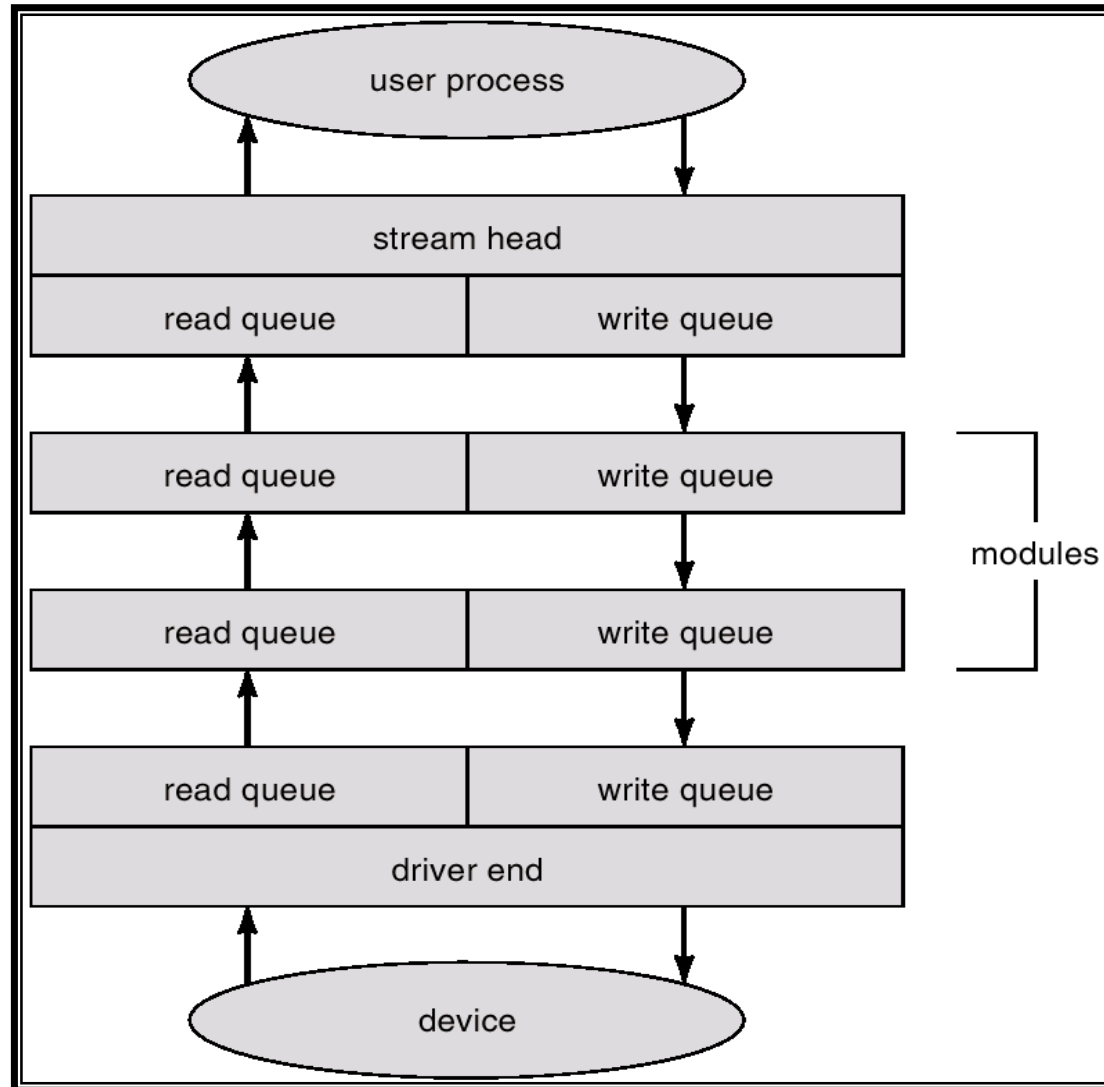 user process
stream head
read queue write queue
read queue write queue
modules
read queue write queue
read queue write queue
driver end
device